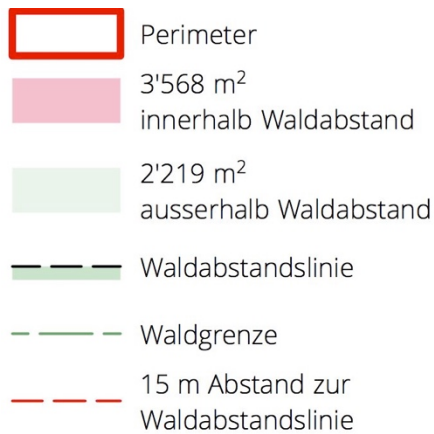 Perimeter
3'568 m²
innerhalb Waldabstand
2'219 m²
ausserhalb Waldabstand
Waldabstandslinie
Waldgrenze
15 m Abstand zur
Waldabstandslinie